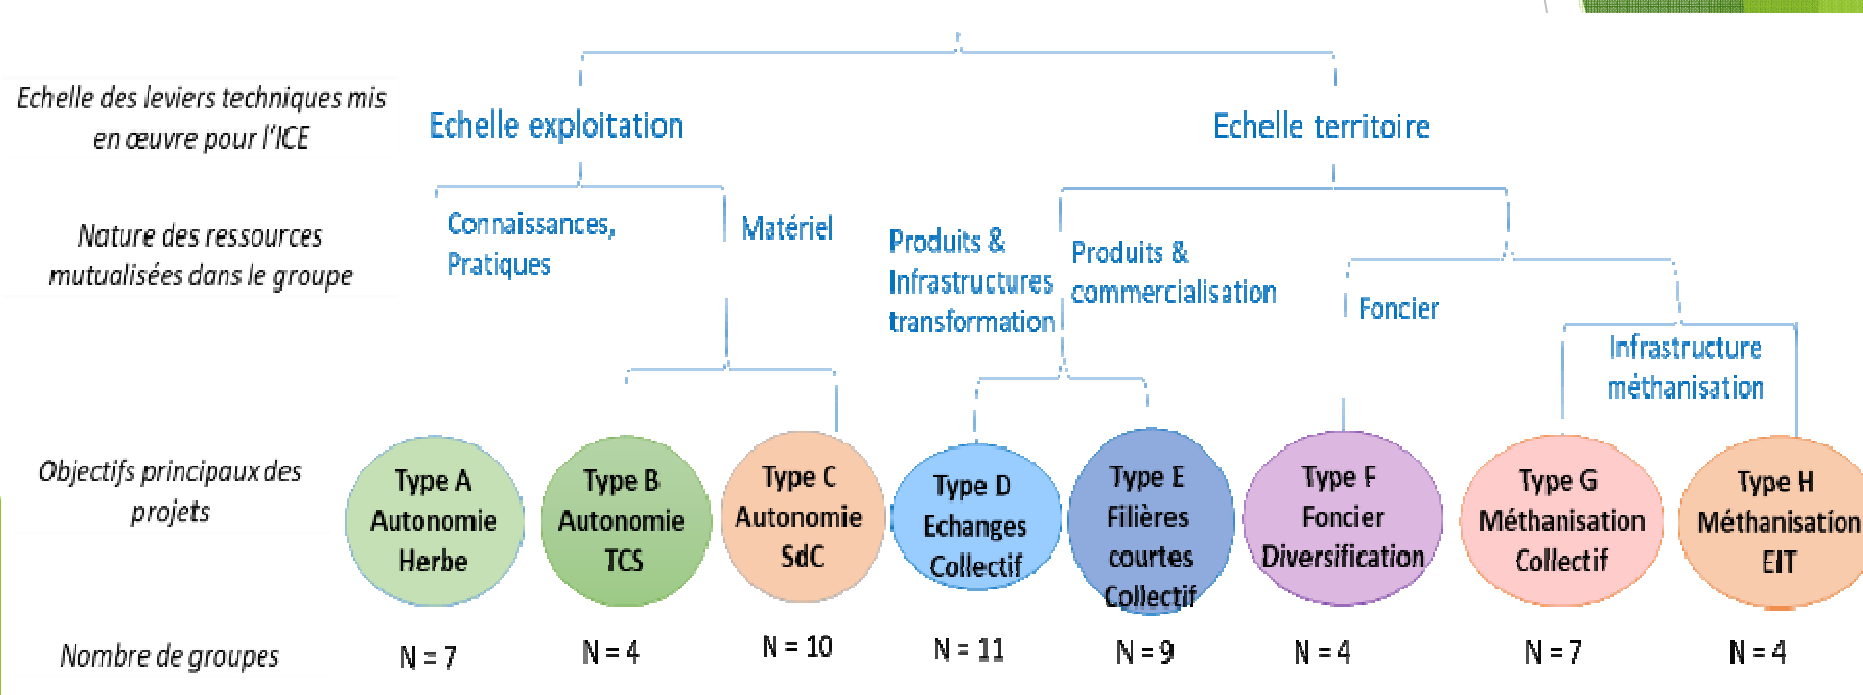 Echelle des leviers techniques mis
en œuvre pour l'ICE
Echelle exploitation
Echelle territoire
Nature des ressources
mutualisées dans le groupe
Connaissances,
Pratiques
Matériel
Produits &
Infrastructures
transformation
Produits &
commercialisation
Foncier
Infrastructure
méthanisation
Objectifs principaux des
projets
Type A
Autonomie
Herbe
Type B
Autonomie
TCS
Type C
Autonomie
SdC
Type D
Echanges
Collectif
Type E
Filières
courtes
Collectif
Type F
Foncier
Diversification
Type G
Méthanisation
Collectif
Type H
Méthanisation
EIT
Nombre de groupes
N = 7
N = 4
N = 10
N = 11
N = 9
N = 4
N = 7
N = 4